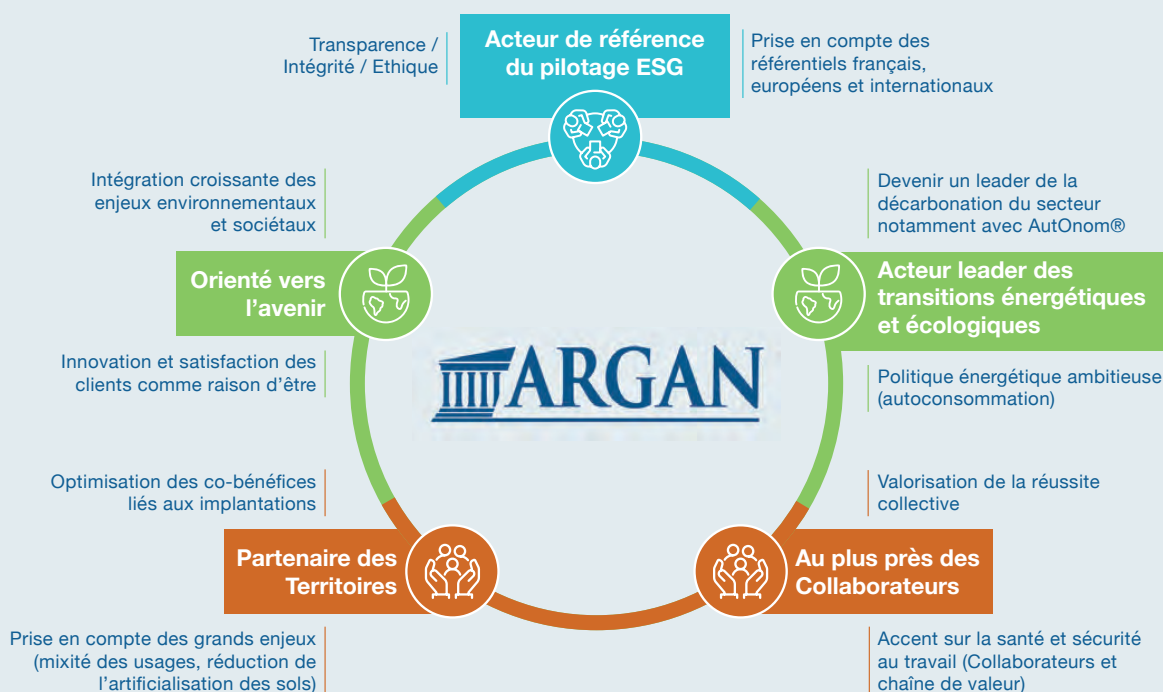 Transparence /
Intégrité / Ethique
Acteur de référence
du pilotage ESG
Prise en compte des
référentiels français,
européens et internationaux
Intégration croissante des
enjeux environnementaux
et sociétaux
Orienté vers
l’avenir
Innovation et satisfaction des
clients comme raison d’être
Devenir un leader de la
décarbonation du secteur
notamment avec AutOnom®
Acteur leader des
transitions énergétiques
et écologiques
Politique énergétique ambitieuse
(autoconsommation)
ARGAN
Optimisation des co-bénéfices
liés aux implantations
Partenaire des
Territoires
Prise en compte des grands enjeux
(mixité des usages, réduction de
l’artificialisation des sols)
Valorisation de la réussite
collective
Au plus près des
Collaborateurs
Accent sur la santé et sécurité
au travail (Collaborateurs et
chaîne de valeur)